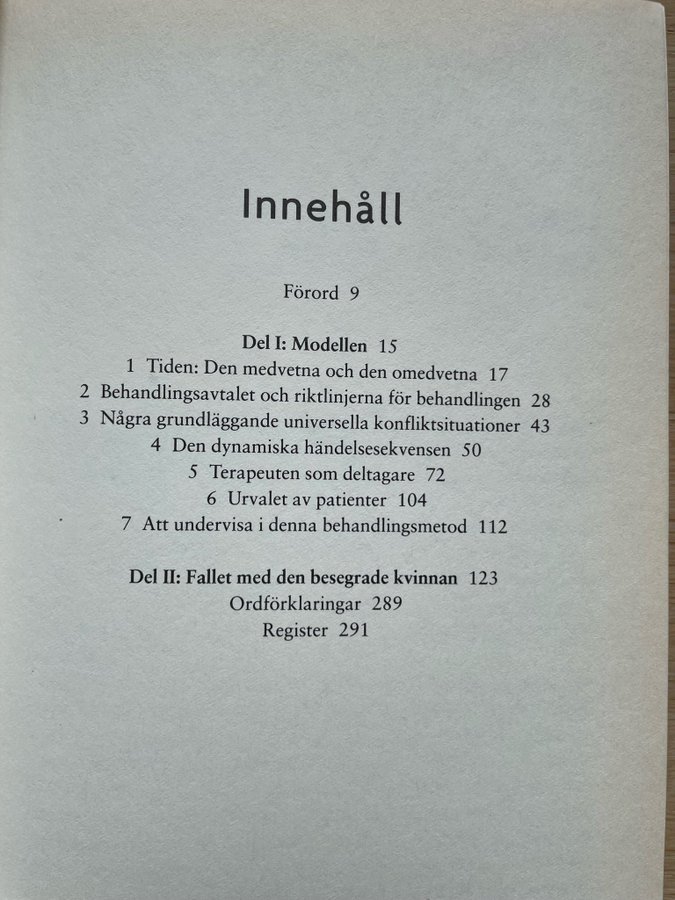 Innehåll
Förord 9
Del I: Modellen 15
1 Tiden: Den medvetna och den omedvetna 17
2 Behandlingsavtalet och riktlinjerna för behandlingen 28
3 Några grundläggande universella konfliktsituationer 43
4 Den dynamiska händelsesekvensen 50
5 Terapeuten som deltagare 72
6 Urvalet av patienter 104
7 Att undervisa i denna behandlingsmetod 112
Del II: Fallet med den besegrade kvinnan 123
Ordförklaringar 289
Register 291